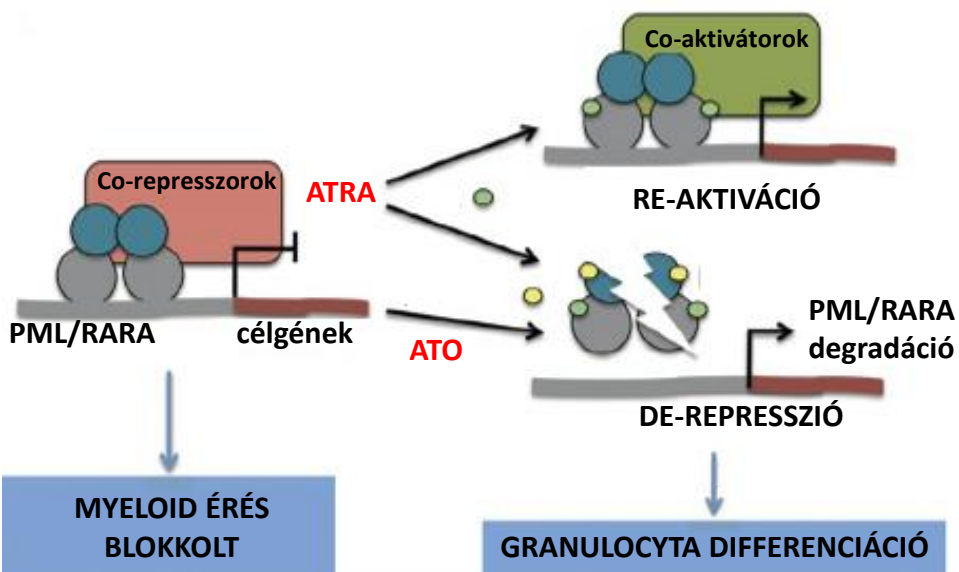 Co-aktivátorok
Co-represszorok
ATRA
RE-AKTIVÁCIÓ
PML/RARA
célgének
ATO
PML/RARA
degradáció
DE-REPRESSZIÓ
MYELOID ÉRÉS
BLOKKOLT
GRANULOCYTA DIFFERENCIÁCIÓ